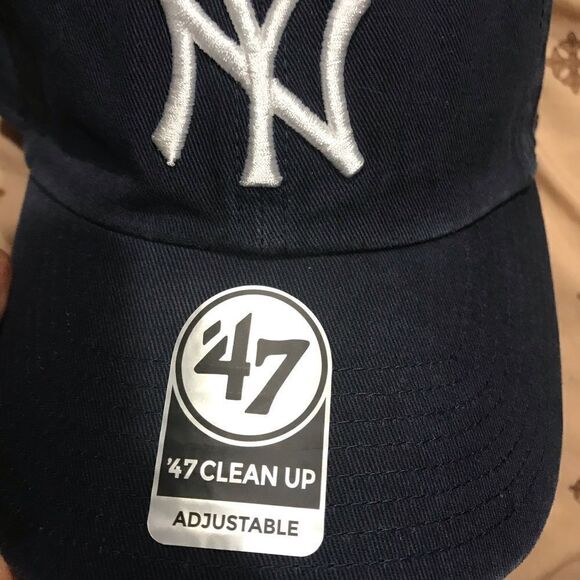 NY
'47
'47 CLEAN UP
ADJUSTABLE